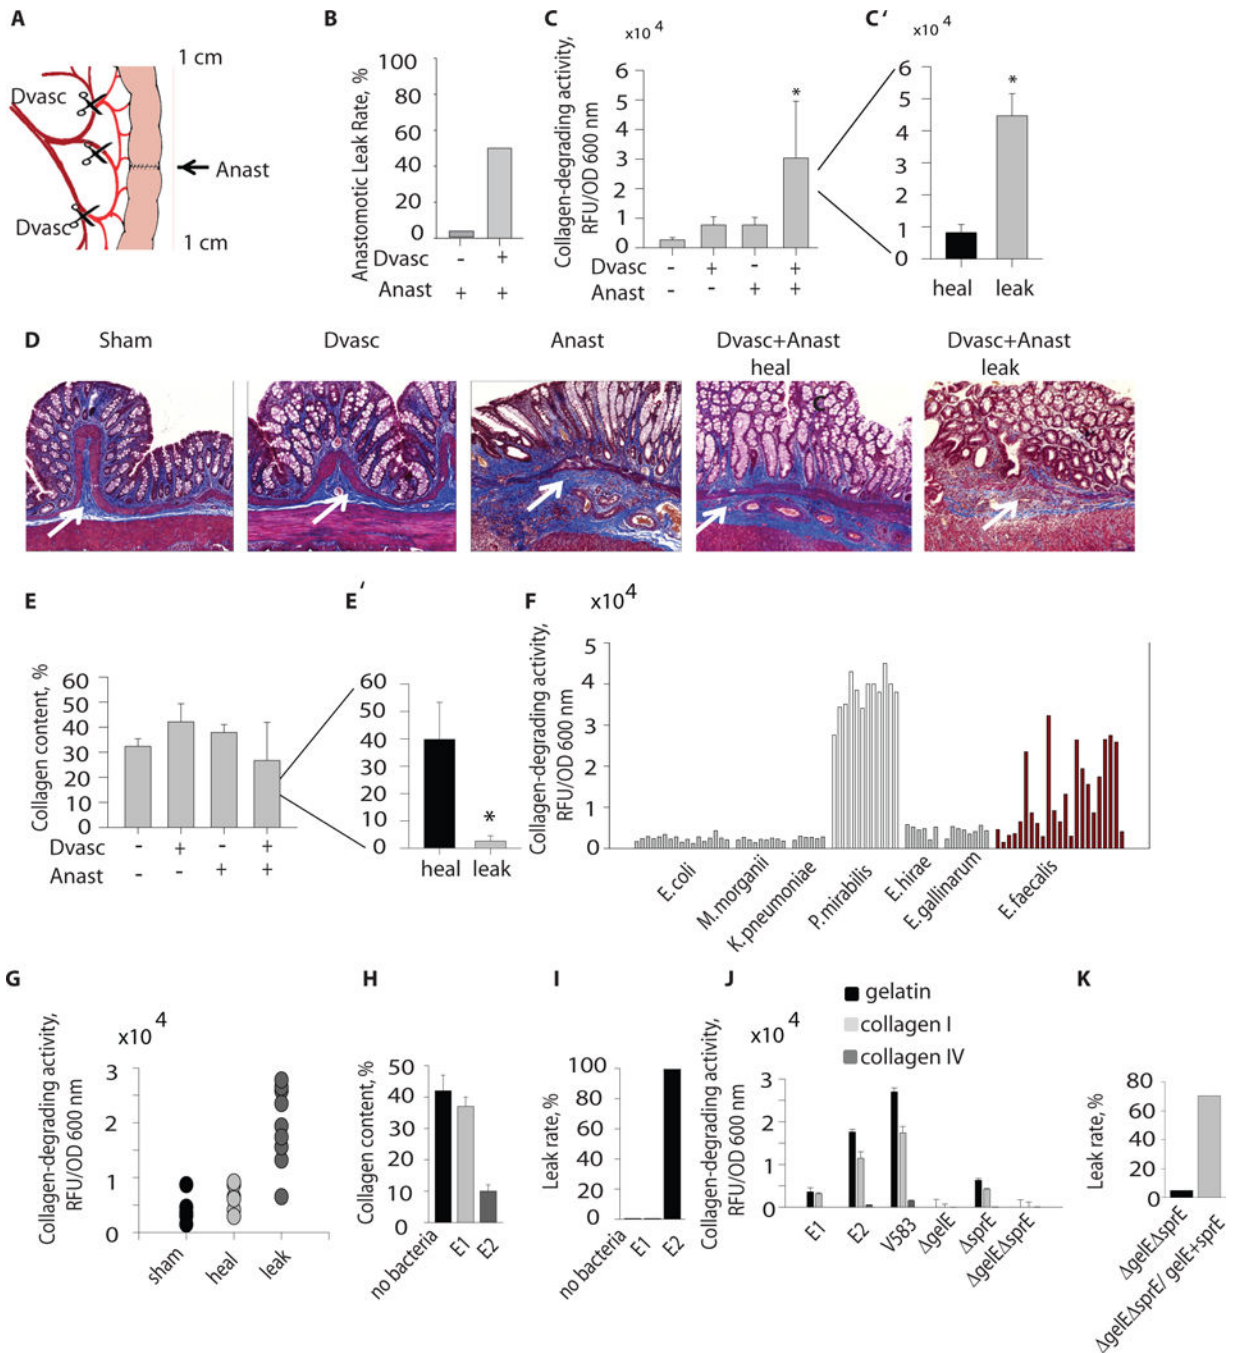 A
1 cm
Dvasc
Anast
Dvasc
1 cm
B
Anastomotic Leak Rate, %
100
80
60
40
20
0
Dvasc - +
Anast + +
C
x10 4
Collagen-degrading activity,
RFU/OD 600 nm
6
5
4
3
2
1
0
*
Dvasc - + - +
Anast - - + +
C'
x10 4
6
5
4
3
2
1
0
*
heal leak
D
Sham
Dvasc
Anast
Dvasc+Anast
heal
Dvasc+Anast
leak
C
E
Collagen content, %
60
50
40
30
20
10
0
Dvasc - + - +
Anast - - + +
E'
60
50
40
30
20
10
0
*
heal leak
F
x10 4
Collagen-degrading activity,
RFU/OD 600 nm
5
4
3
2
1
0
E. coli
M. morganii
K. pneumoniae
P. mirabilis
E. hirae
E. gallinarum
E. faecalis
G
x10 4
Collagen-degrading activity,
RFU/OD 600 nm
3
2
1
0
sham
heal
leak
H
Collagen content, %
50
40
30
20
10
0
no bacteria
E1
E2
I
Leak rate, %
100
80
60
40
20
0
no bacteria
E1
E2
J
gelatin
collagen I
collagen IV
x10 4
Collagen-degrading activity,
RFU/OD 600 nm
3
2
1
0
E1
E2
V583
ΔgelE
ΔsprE
ΔgelEΔsprE
K
Leak rate, %
80
60
40
20
0
ΔgelEΔsprE
ΔgelEΔsprE/ gelE+sprE